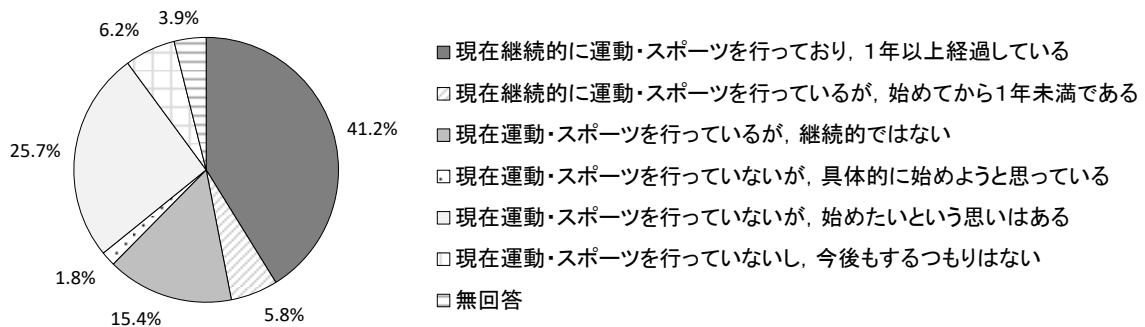 3.9%
6.2%
41.2%
25.7%
1.8%
15.4%
5.8%
現在継続的に運動・スポーツを行っており，１年以上経過している
現在継続的に運動・スポーツを行っているが，始めてから１年未満である
現在運動・スポーツを行っているが，継続的ではない
現在運動・スポーツを行っていないが，具体的に始めようと思っている
現在運動・スポーツを行っていないが，始めたいという思いはある
現在運動・スポーツを行っていないし，今後もするつもりはない
無回答